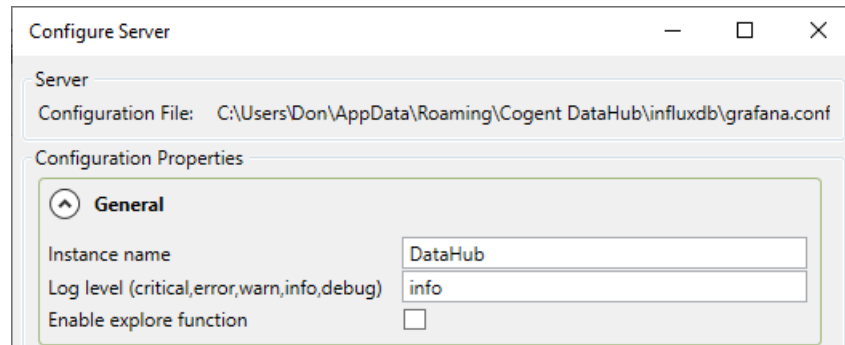 Configure Server
Server
Configuration File: C:\Users\Don\AppData\Roaming\Cogent DataHub\influxdb\grafana.conf
Configuration Properties
General
Instance name DataHub
Log level (critical,error,warn,info,debug) info
Enable explore function